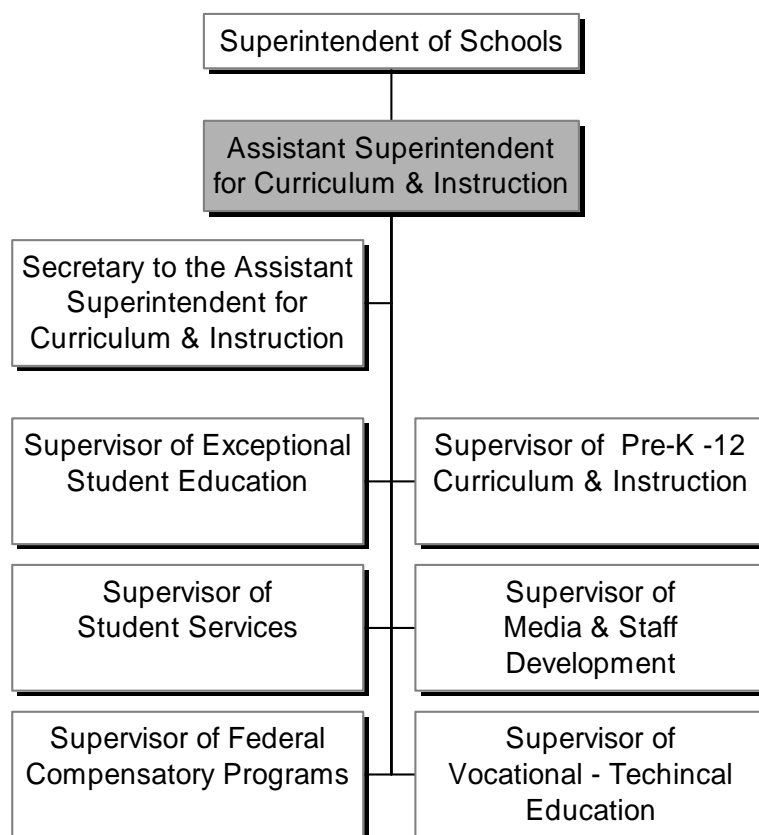 Superintendent of Schools
Assistant Superintendent
for Curriculum & Instruction
Secretary to the Assistant
Superintendent for
Curriculum & Instruction
Supervisor of Exceptional
Student Education
Supervisor of Pre-K -12
Curriculum & Instruction
Supervisor of
Student Services
Supervisor of
Media & Staff
Development
Supervisor of Federal
Compensatory Programs
Supervisor of
Vocational - Techincal
Education